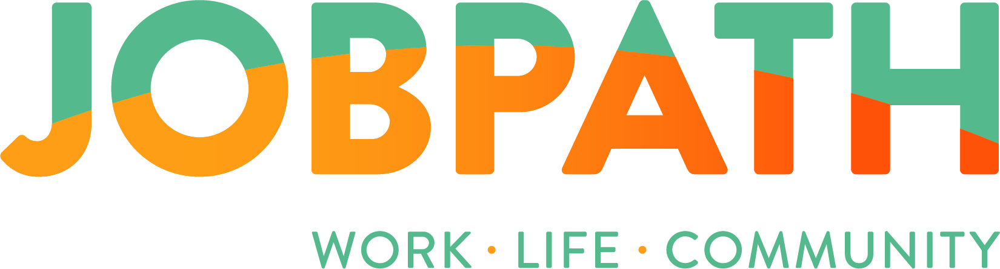 JOBPATH
WORK • LIFE • COMMUNITY